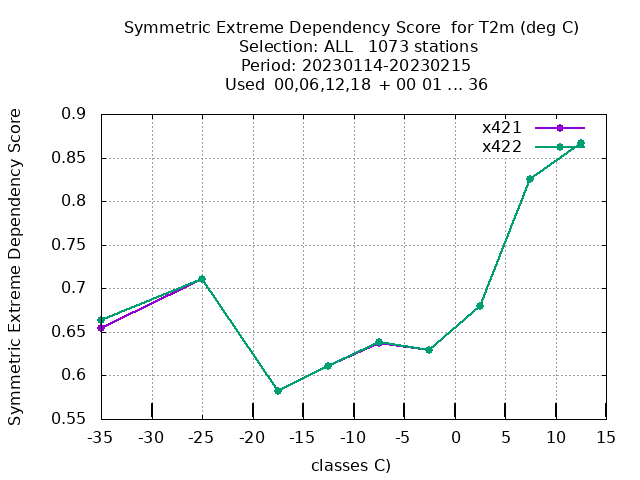 Symmetric Extreme Dependency Score  for T2m (deg C)
Selection: ALL   1073 stations
Period: 20230114-20230215
Used  00,06,12,18  + 00 01 ... 36
Symmetric Extreme Dependency Score
0.9
0.85
0.8
0.75
0.7
0.65
0.6
0.55
x421
x422
-35 -30 -25 -20 -15 -10 -5 0 5 10 15
classes C)